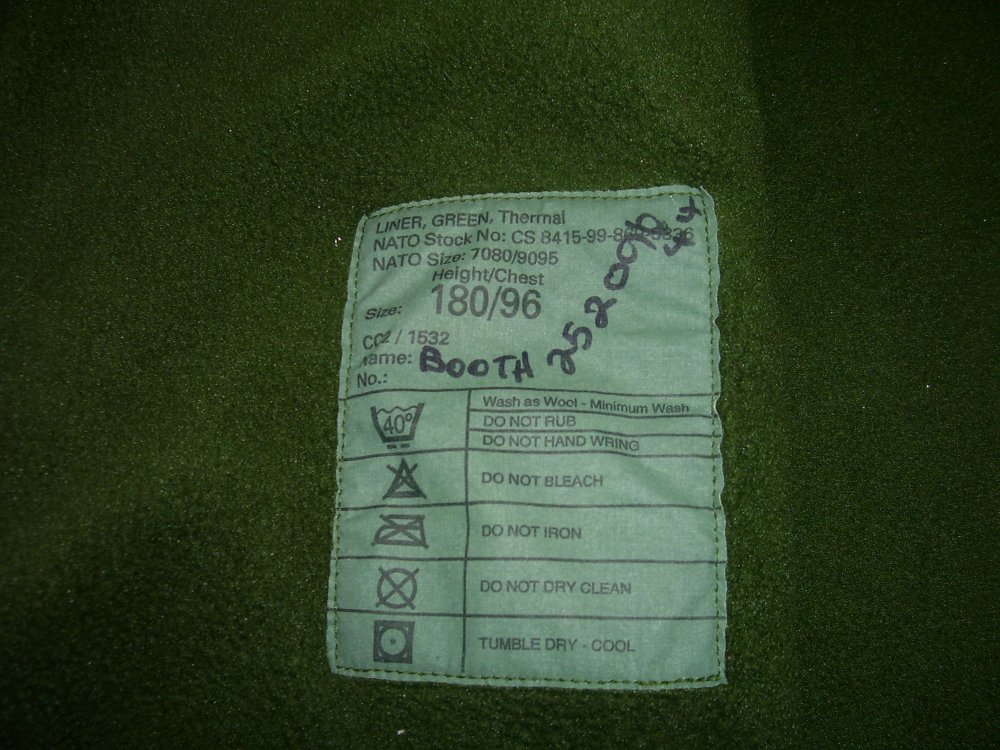 LINER, GREEN, Thermal
NATO Stock No: CS 8415-99-
NATO Size: 7080/9095
Height/Chest
Size: 180/96
/ 1532
Name: BOOTH
No.:
40°
Wash as Wool - Minimum Wash
DO NOT RUB
DO NOT HAND WRING
DO NOT BLEACH
DO NOT IRON
DO NOT DRY CLEAN
TUMBLE DRY - COOL